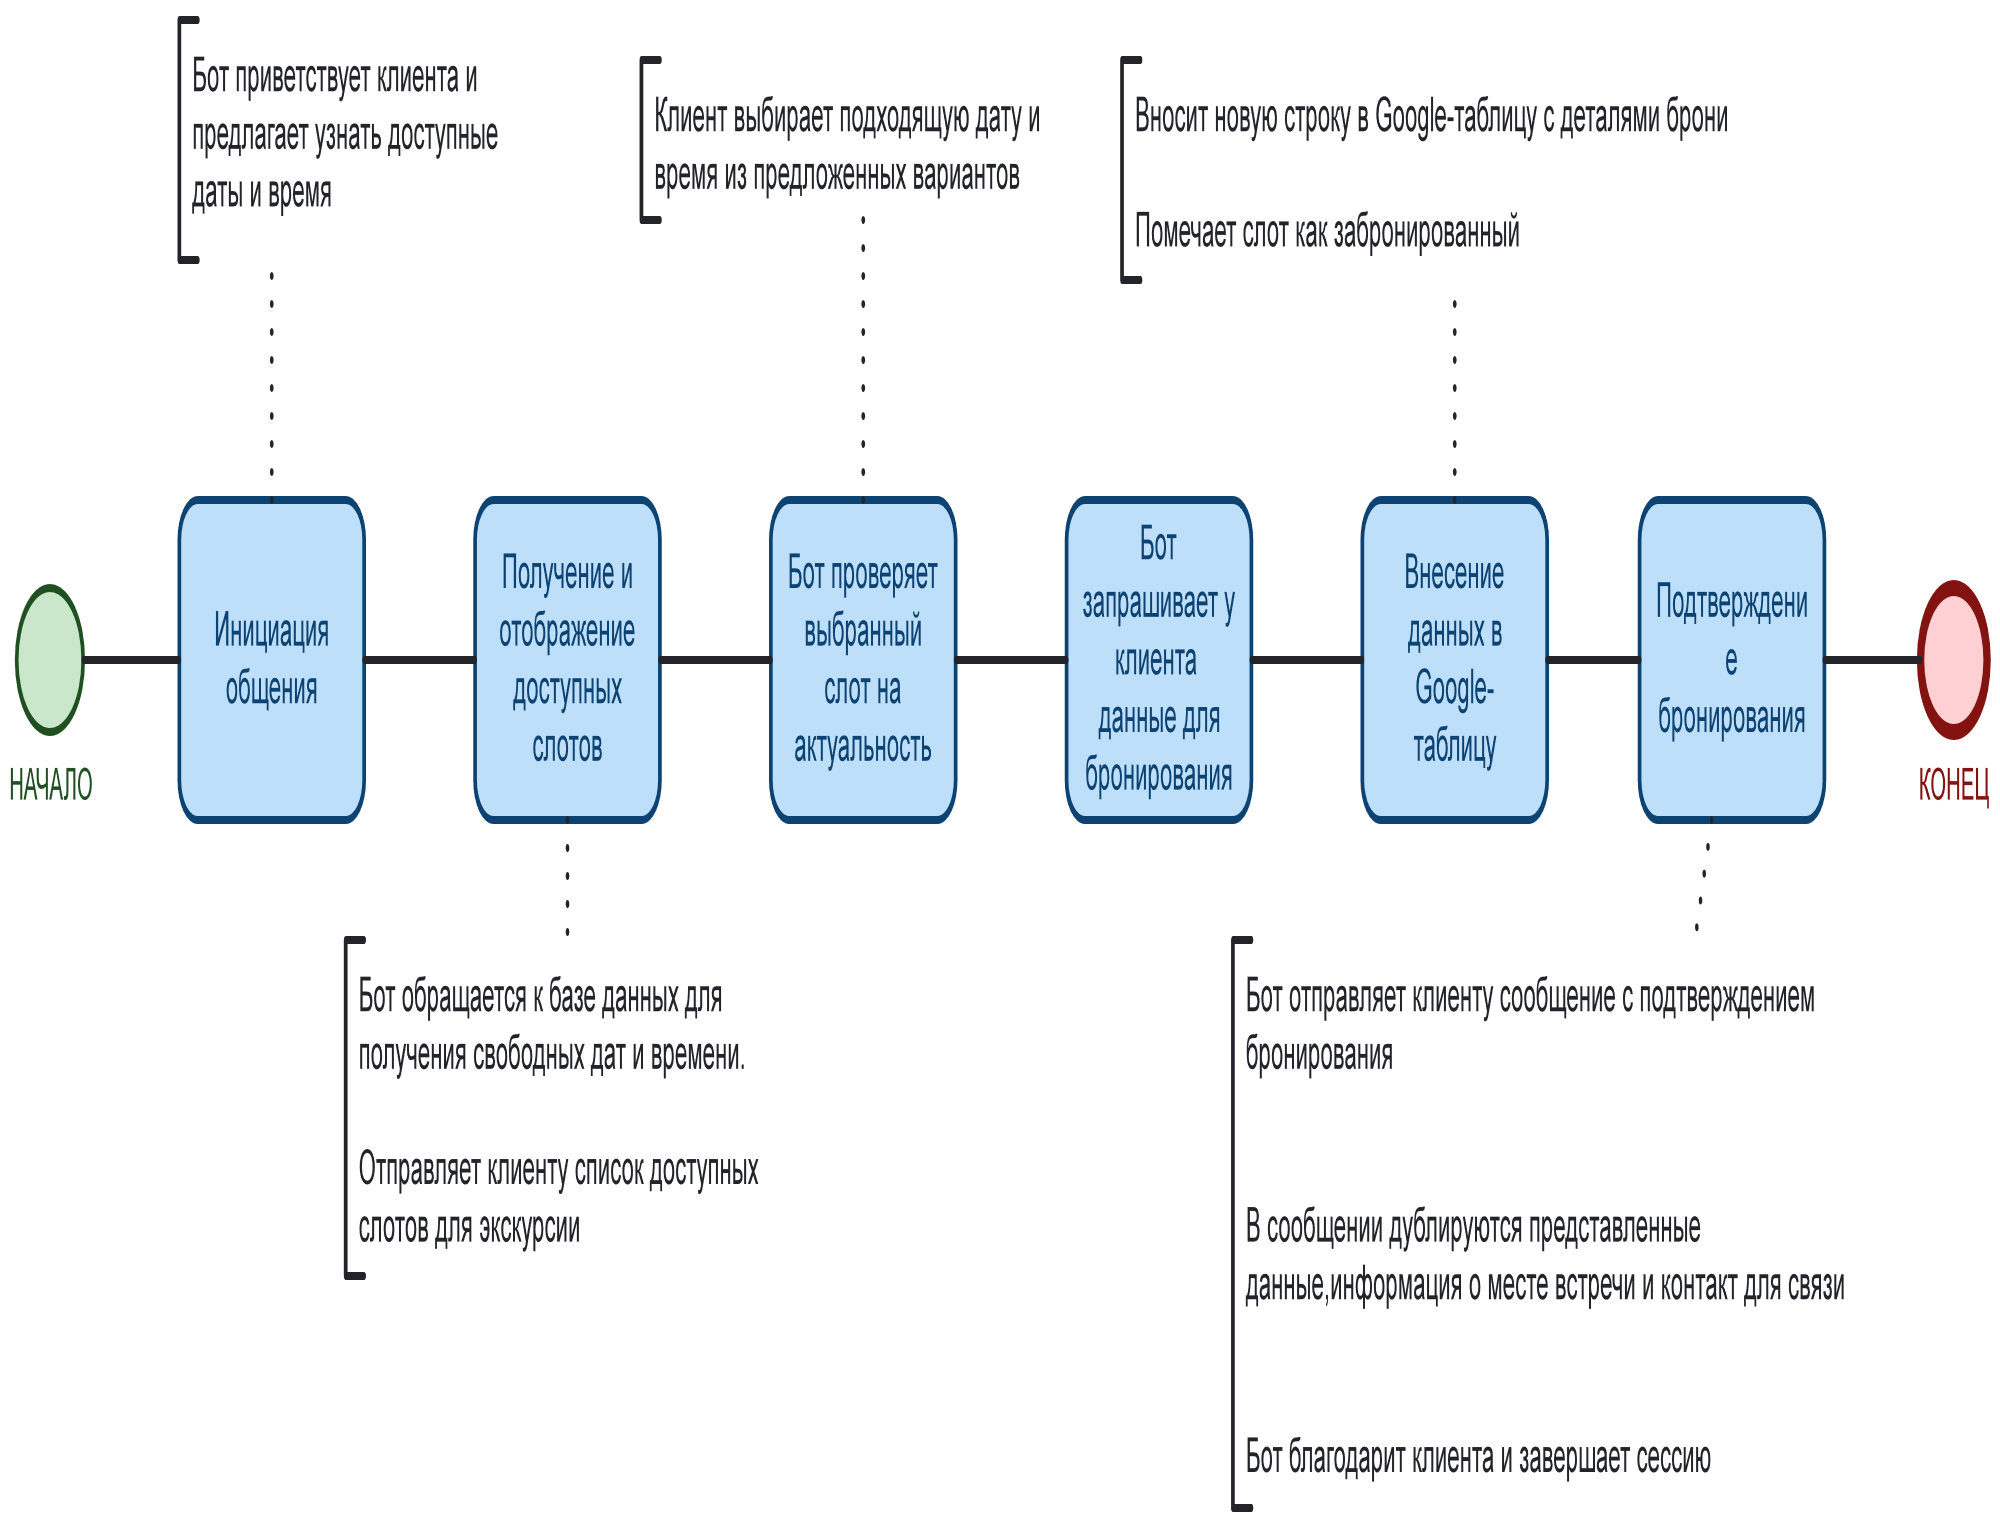 Бот приветствует клиента и
предлагает узнать доступные
даты и время
Клиент выбирает подходящую дату и
время из предложенных вариантов
Вносит новую строку в Google-таблицу с деталями брони
Помечает слот как забронированный
НАЧАЛО
Инициация
общения
Получение и
отображение
доступных
слотов
Бот проверяет
выбранный
слот на
актуальность
Бот
запрашивает у
клиента
данные для
бронирования
Внесение
данных в
Google-
таблицу
Подтверждени
е
бронирования
КОНЕЦ
Бот обращается к базе данных для
получения свободных дат и времени.
Отправляет клиенту список доступных
слотов для экскурсии
Бот отправляет клиенту сообщение с подтверждением
бронирования
В сообщении дублируются представленные
данные,информация о месте встречи и контакт для связи
Бот благодарит клиента и завершает сессию